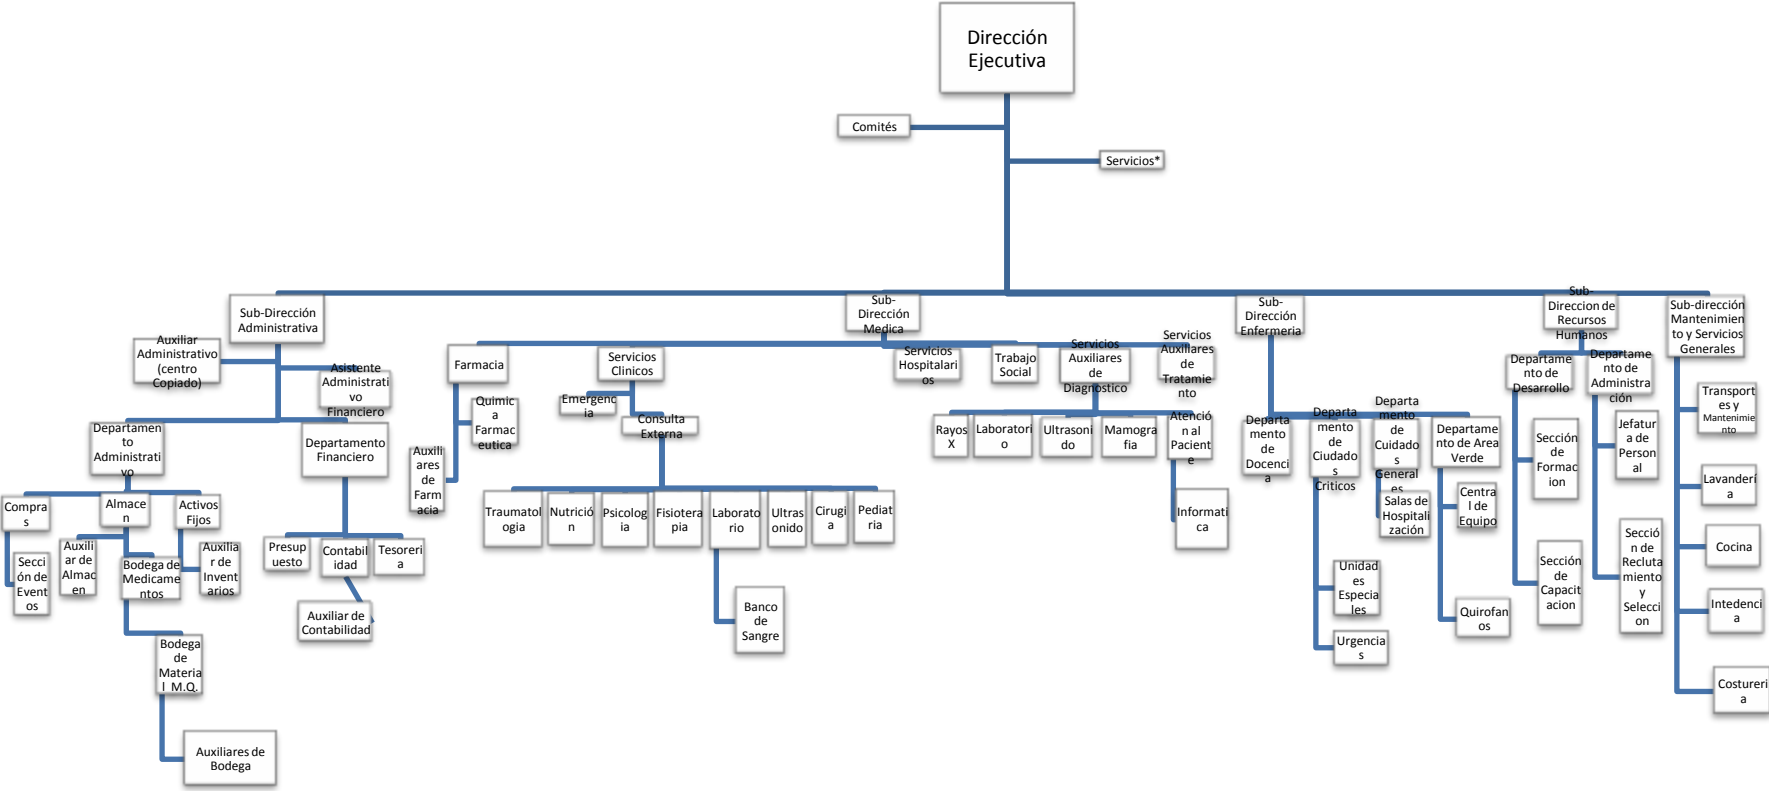 Dirección
Ejecutiva
Comités
Servicios*
Sub-Dirección
Administrativa
Sub-
Dirección
Medica
Sub-
Dirección
Enfermeria
Sub-
Direccion de
Recursos
Humanos
Sub-dirección
Mantenimien
to y Servicios
Generales
Auxiliar
Administrativo
(centro
Copiado)
Asistente
Administrati
vo
Financiero
Farmacia
Servicios
Clinicos
Servicios
Hospitalari
os
Trabajo
Social
Servicios
Auxiliares
de
Diagnostico
Servicios
Auxiliares
de
Tratamie
nto
Departame
nto de
Desarrollo
Departame
nto de
Administra
ción
Transport
es y
Mantenimie
nto
Emergenc
ia
Quimic
a
Farmac
eutica
Consulta
Externa
Departamen
to
Administrati
vo
Departamento
Financiero
Auxili
ares
de
Farm
acia
Rayos
X
Laboratori
o
Ultrasoni
do
Mamogra
fia
Atenció
n al
Pacient
e
Departa
mento
de
Docenci
a
Departa
mento
de
Ciudado
s
Criticos
Departa
mento
de
Cuidado
s
General
es
Departame
nto de Area
Verde
Sección
de
Formac
ion
Jefatur
a de
Person
al
Lavanderí
a
Compra
s
Almace
n
Activos
Fijos
Traumatol
ogia
Nutrició
n
Psicolog
ia
Fisiotera
pia
Laborat
orio
Ultras
onido
Cirugi
a
Pediat
ria
Informati
ca
Salas de
Hospitali
zación
Centra
l de
Equipo
Cocina
Secci
ón de
Event
os
Auxili
ar de
Almac
en
Bodega de
Medicame
ntos
Auxilia
r de
Inven
tarios
Presup
uesto
Contabi
lidad
Tesoreri
a
Unidad
es
Especia
les
Sección
de
Capacit
acion
Secció
n de
Recluta
miento
y
Selecci
on
Intedenci
a
Auxiliar de
Contabilidad
Banco
de
Sangre
Quirofan
os
Urgencia
s
Bodega
de
Materia
l M.Q.
Costureri
a
Auxiliares de
Bodega